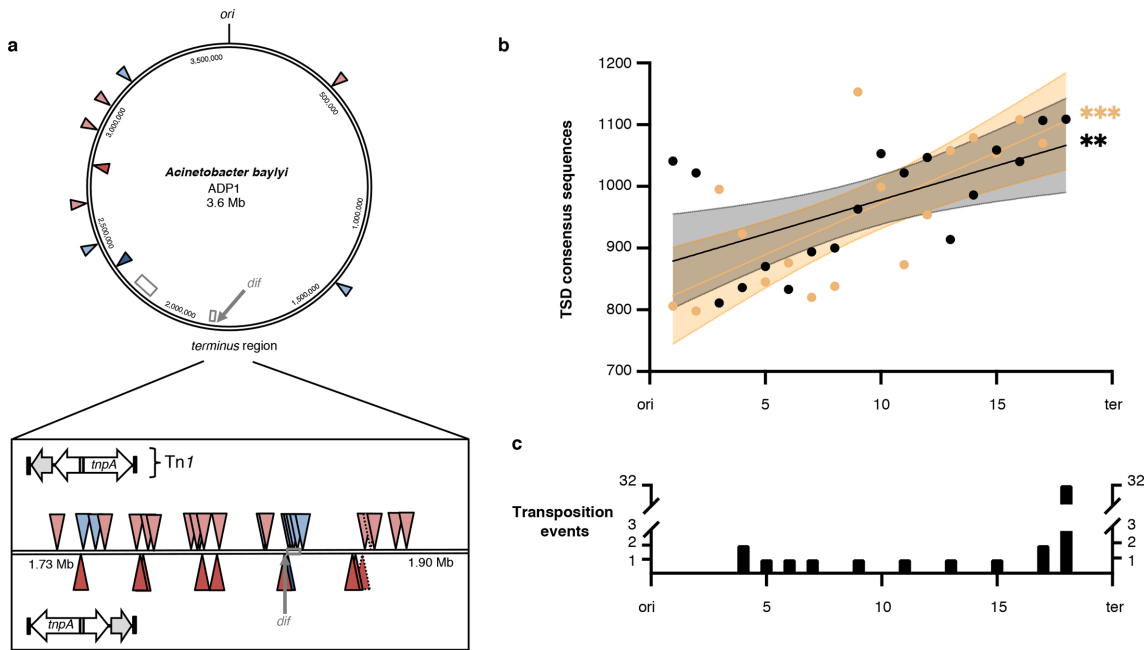 a
ori
3,500,000
500,000
3,000,000
Acinetobacter baylyi
ADP1
3.6 Mb
2,500,000
1,000,000
dif
2,000,000
1,500,000
terminus region
tnpA
Tn1
1.73 Mb
1.90 Mb
tnpA
dif
b
1200
1100
1000
900
800
700
TSD consensus sequences
***
**
ori
5
10
15
ter
c
Transposition
events
32
3
2
1
32
3
2
1
ori
5
10
15
ter